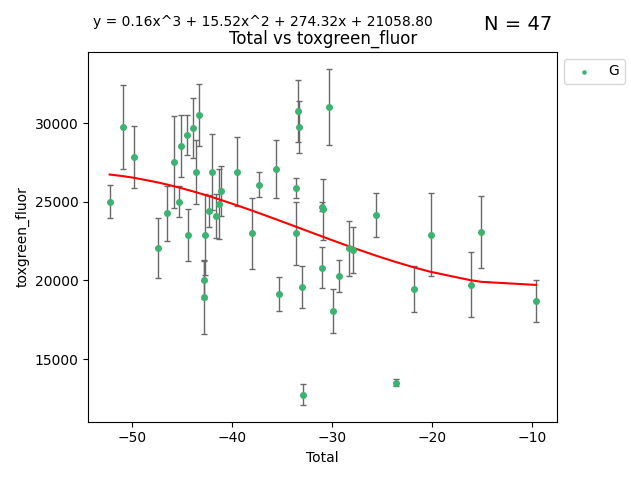 y = 0.16x^3 + 15.52x^2 + 274.32x + 21058.80
N = 47
Total vs toxgreen_fluor
G
30000
25000
20000
15000
toxgreen_fluor
−50
−40
−30
−20
−10
Total